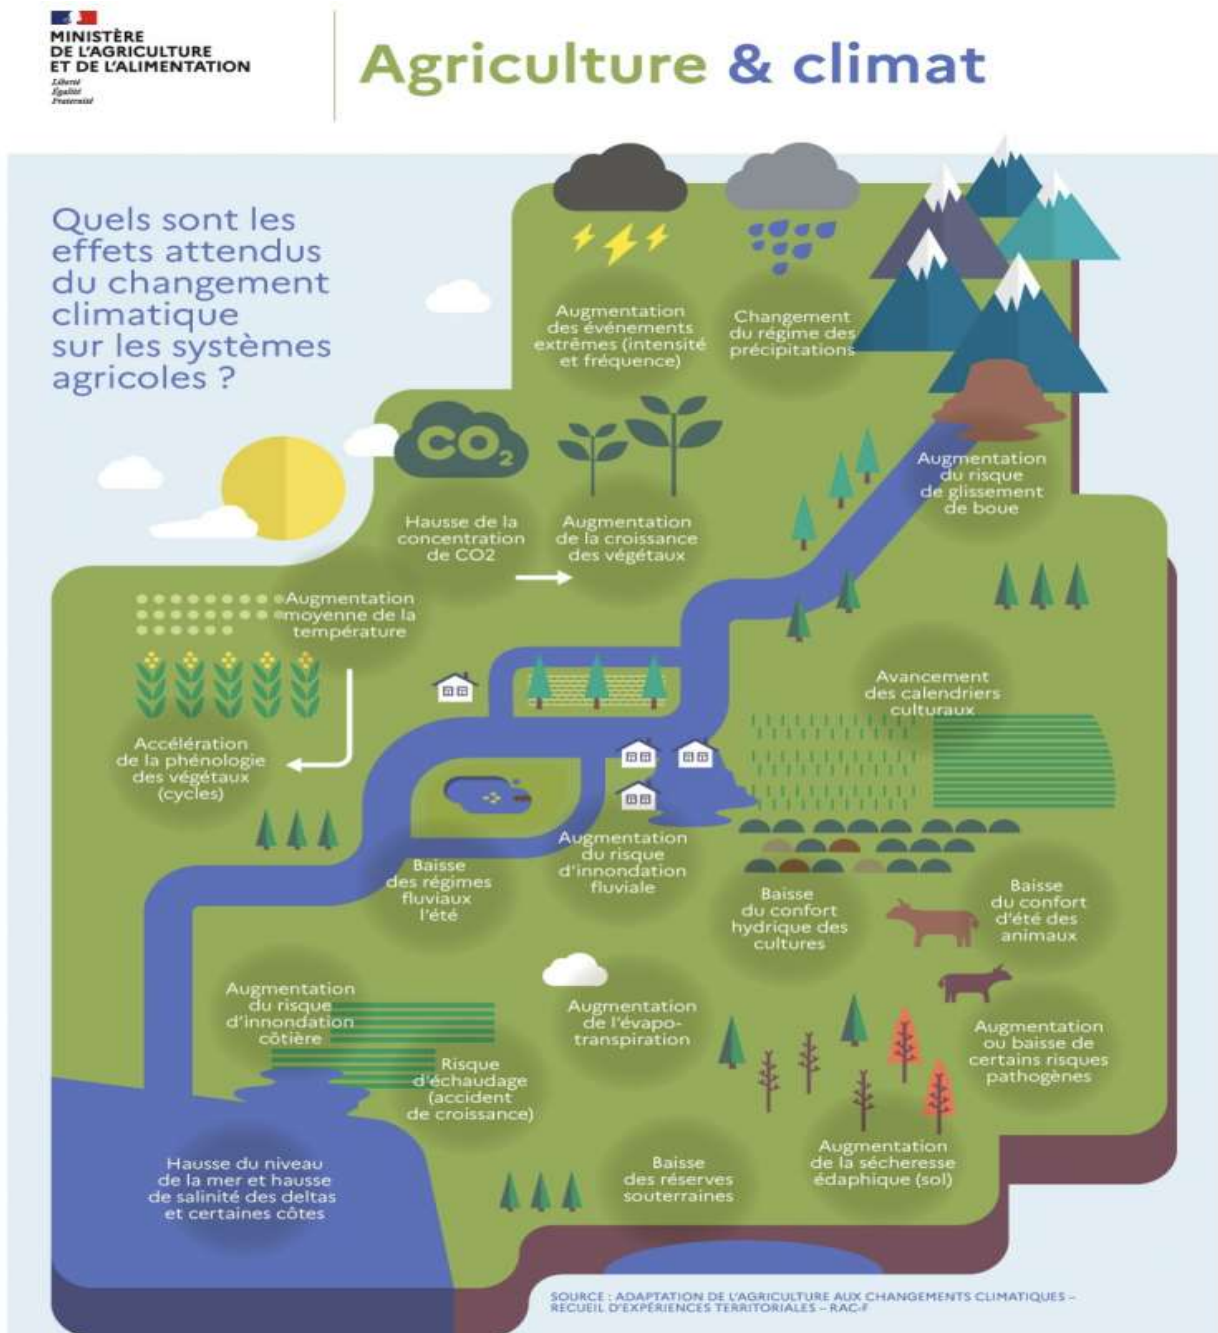 MINISTÈRE
DE L'AGRICULTURE
ET DE L'ALIMENTATION
Liberté
Égalité
Fraternité
Agriculture & climat
Quels sont les
effets attendus
du changement
climatique
sur les systèmes
agricoles ?
Augmentation
des événements
extrêmes (intensité
et fréquence)
Changement
du régime des
précipitations
Augmentation
du risque
de glissement
de boue
CO2
Hausse de la
concentration
de CO2
Augmentation
de la croissance
des végétaux
Augmentation
moyenne de la
température
Accélération
de la phénologie
des végétaux
(cycles)
Avancement
des calendriers
culturaux
Baisse
des régimes
fluviaux
l'été
Augmentation
du risque
d'innondation
fluviale
Baisse
du confort
hydrique des
cultures
Baisse
du confort
d'été des
animaux
Augmentation
du risque
d'innondation
côtière
Risque
d'échaudage
(accident
de croissance)
Augmentation
de l'évapo-
transpiration
Augmentation
ou baisse de
certains risques
pathogènes
Hausse du niveau
de la mer et hausse
de salinité des deltas
et certaines côtes
Baisse
des réserves
souterraines
Augmentation
de la sécheresse
édaphique (sol)
SOURCE : ADAPTATION DE L'AGRICULTURE AUX CHANGEMENTS CLIMATIQUES –
RECUEIL D'EXPÉRIENCES TERRITORIALES – RAC-F